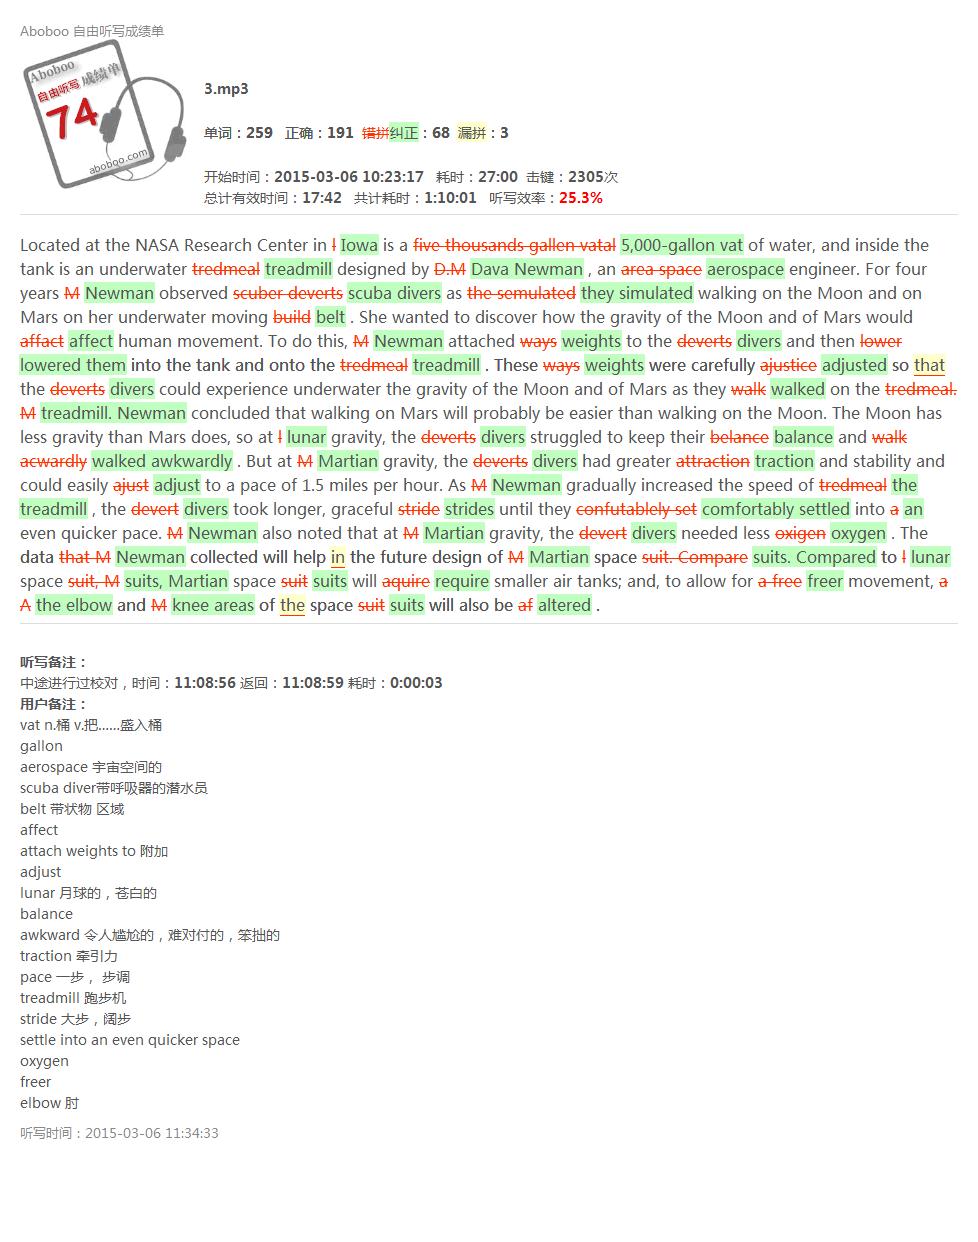 Aboboo 自由听写成绩单
Aboboo
自由听写 成绩单
74
aboboo.com
3.mp3
单词：259 正确：191 错拼纠正：68 漏拼：3
开始时间：2015-03-06 10:23:17 耗时：27:00 击键：2305次
总计有效时间：17:42 共计耗时：1:10:01 听写效率：25.3%
Located at the NASA Research Center in I Iowa is a five thousands gallen vatal 5,000-gallon vat of water, and inside the
tank is an underwater tredmeal treadmill designed by D.M Dava Newman , an area space aerospace engineer. For four
years M Newman observed scuber deverts scuba divers as the semulated they simulated walking on the Moon and on
Mars on her underwater moving build belt . She wanted to discover how the gravity of the Moon and of Mars would
affact affect human movement. To do this, M Newman attached ways weights to the deverts divers and then lower
lowered them into the tank and onto the tredmeal treadmill . These ways weights were carefully ajustice adjusted so that
the deverts divers could experience underwater the gravity of the Moon and of Mars as they walk walked on the tredmeal.
M treadmill. Newman concluded that walking on Mars will probably be easier than walking on the Moon. The Moon has
less gravity than Mars does, so at l lunar gravity, the deverts divers struggled to keep their belance balance and walk
acwardly walked awkwardly . But at M Martian gravity, the deverts divers had greater attraction traction and stability and
could easily ajust adjust to a pace of 1.5 miles per hour. As M Newman gradually increased the speed of tredmeal the
treadmill , the devert divers took longer, graceful stride strides until they confutablely set comfortably settled into a an
even quicker pace. M Newman also noted that at M Martian gravity, the devert divers needed less oxigen oxygen . The
data that M Newman collected will help in the future design of M Martian space suit. Compare suits. Compared to l lunar
space suit, M suits, Martian space suit suits will aquire require smaller air tanks; and, to allow for a free freer movement, a
A the elbow and M knee areas of the space suit suits will also be af altered .
听写备注：
中途进行过校对，时间：11:08:56 返回：11:08:59 耗时：0:00:03
用户备注：
vat n.桶 v.把......盛入桶
gallon
aerospace 宇宙空间的
scuba diver带呼吸器的潜水员
belt 带状物 区域
affect
attach weights to 附加
adjust
lunar 月球的，苍白的
balance
awkward 令人尴尬的，难对付的，笨拙的
traction 牵引力
pace 一步， 步调
treadmill 跑步机
stride 大步，阔步
settle into an even quicker space
oxygen
freer
elbow 肘
听写时间：2015-03-06 11:34:33